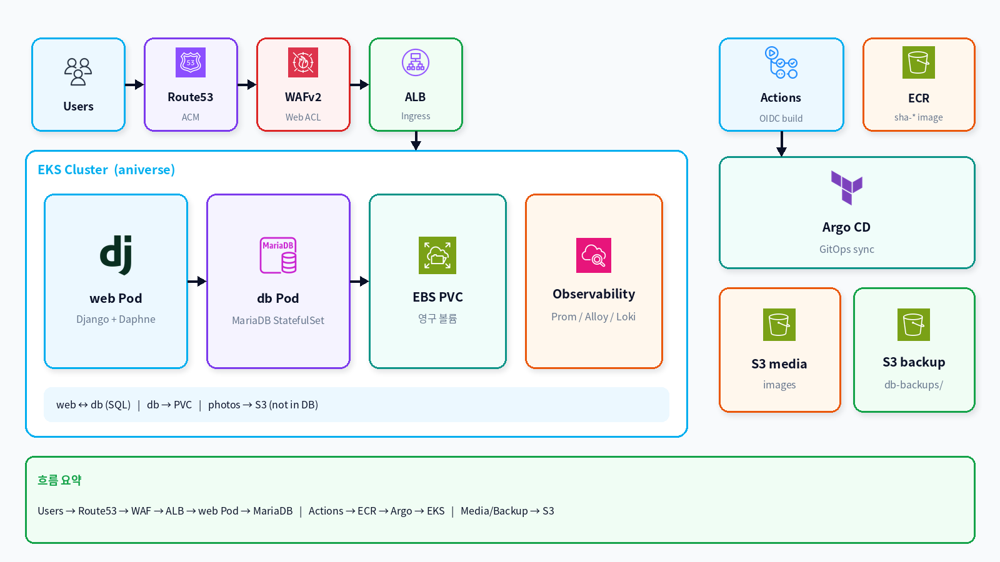 Users
53
Route53
ACM
WAFv2
Web ACL
ALB
Ingress
Actions
OIDC build
ECR
sha-* image
EKS Cluster (aniverse)
dj
web Pod
Django + Daphne
MariaDB
db Pod
MariaDB StatefulSet
EBS PVC
영구 볼륨
Observability
Prom / Alloy / Loki
Argo CD
GitOps sync
S3 media
images
S3 backup
db-backups/
web ↔ db (SQL) | db → PVC | photos → S3 (not in DB)
흐름 요약
Users → Route53 → WAF → ALB → web Pod → MariaDB | Actions → ECR → Argo → EKS | Media/Backup → S3